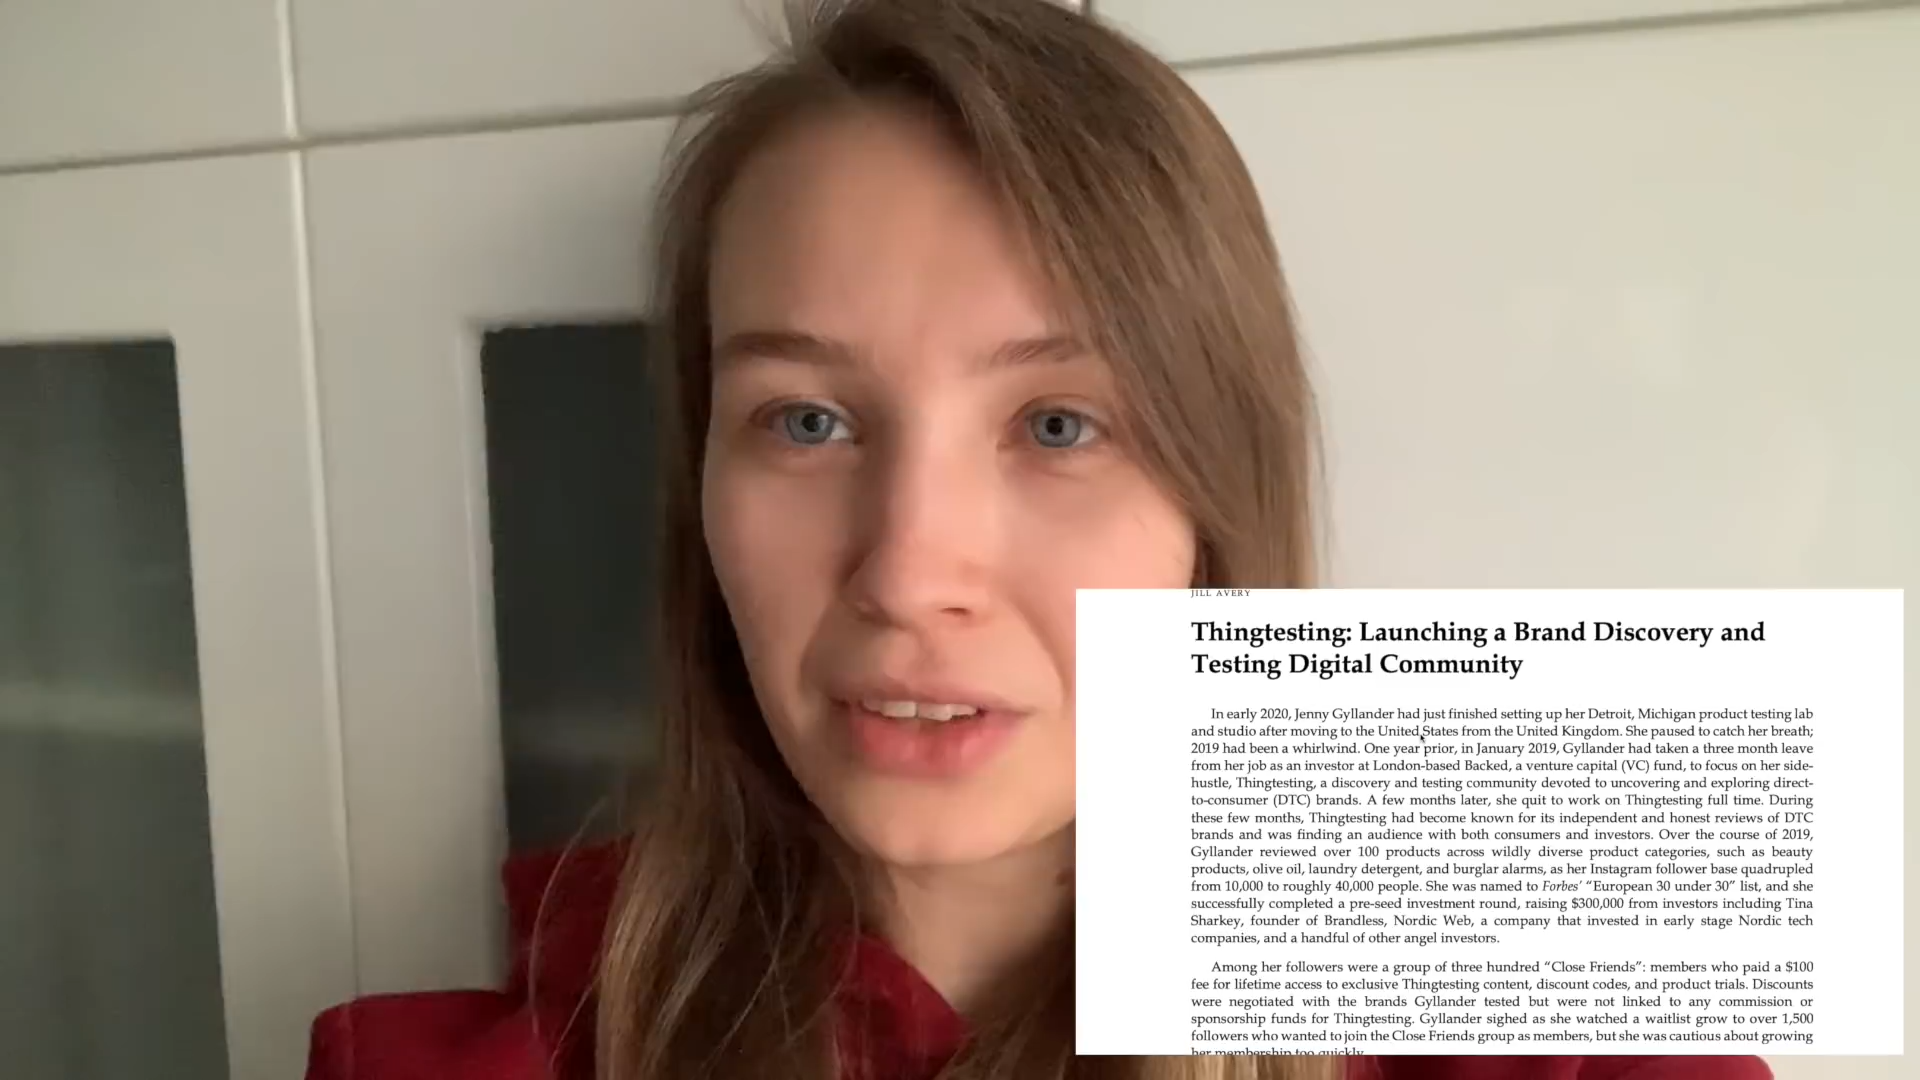 JILL AVERY
Thingtesting: Launching a Brand Discovery and
Testing Digital Community
In early 2020, Jenny Gyllander had just finished setting up her Detroit, Michigan product testing lab
and studio after moving to the United States from the United Kingdom. She paused to catch her breath;
2019 had been a whirlwind. One year prior, in January 2019, Gyllander had taken a three month leave
from her job as an investor at London-based Backed, a venture capital (VC) fund, to focus on her side-
hustle, Thingtesting, a discovery and testing community devoted to uncovering and exploring direct-
to-consumer (DTC) brands. A few months later, she quit to work on Thingtesting full time. During
these few months, Thingtesting had become known for its independent and honest reviews of DTC
brands and was finding an audience with both consumers and investors. Over the course of 2019,
Gyllander reviewed over 100 products across wildly diverse product categories, such as beauty
products, olive oil, laundry detergent, and burglar alarms, as her Instagram follower base quadrupled
from 10,000 to roughly 40,000 people. She was named to Forbes' “European 30 under 30” list, and she
successfully completed a pre-seed investment round, raising $300,000 from investors including Tina
Sharkey, founder of Brandless, Nordic Web, a company that invested in early stage Nordic tech
companies, and a handful of other angel investors.
Among her followers were a group of three hundred “Close Friends”: members who paid a $100
fee for lifetime access to exclusive Thingtesting content, discount codes, and product trials. Discounts
were negotiated with the brands Gyllander tested but were not linked to any commission or
sponsorship funds for Thingtesting. Gyllander sighed as she watched a waitlist grow to over 1,500
followers who wanted to join the Close Friends group as members, but she was cautious about growing
her membership too quickly.